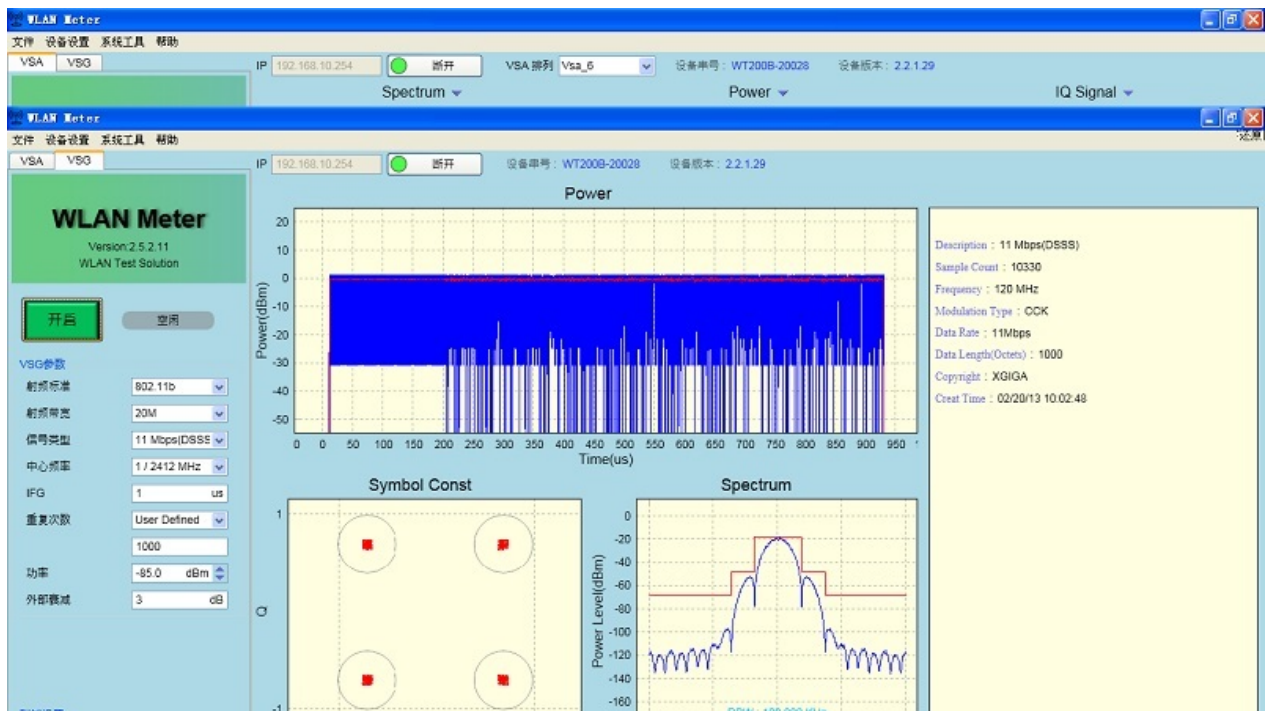 WLAN Meter
文件 设备设置 系统工具 帮助
VSA VSG
IP 192.168.10.254 断开 VSA 排列 Vsa_6 设备串号: WT200B-20028 设备版本: 2.2.1.29
Spectrum Power IQ Signal
WLAN Meter
还原
文件 设备设置 系统工具 帮助
VSA VSG
IP 192.168.10.254 断开 设备串号: WT200B-20028 设备版本: 2.2.1.29
WLAN Meter
Version:2.5.2.11
WLAN Test Solution
开启 空闲
VSG参数
射频标准 802.11b
射频带宽 20M
信号类型 11 Mbps(DSSS
中心频率 1 / 2412 MHz
IFG 1 us
重复次数 User Defined
1000
功率 -85.0 dBm
外部衰减 3 dB
Power
20
10
0
-10
-20
-30
-40
-50
Power(dBm)
0 0 50 100 150 200 250 300 350 400 450 500 550 600 650 700 750 800 850 900 950
Time(us)
Symbol Const
1
Q
-1
Spectrum
0
-20
-40
-60
-80
-100
-120
-140
-160
Power Level(dBm)
Description : 11 Mbps(DSSS)
Sample Count : 10330
Frequency : 120 MHz
Modulation Type : CCK
Data Rate : 11Mbps
Data Length(Octets) : 1000
Copyright : XGIGA
Creat Time : 02/20/13 10:02:48